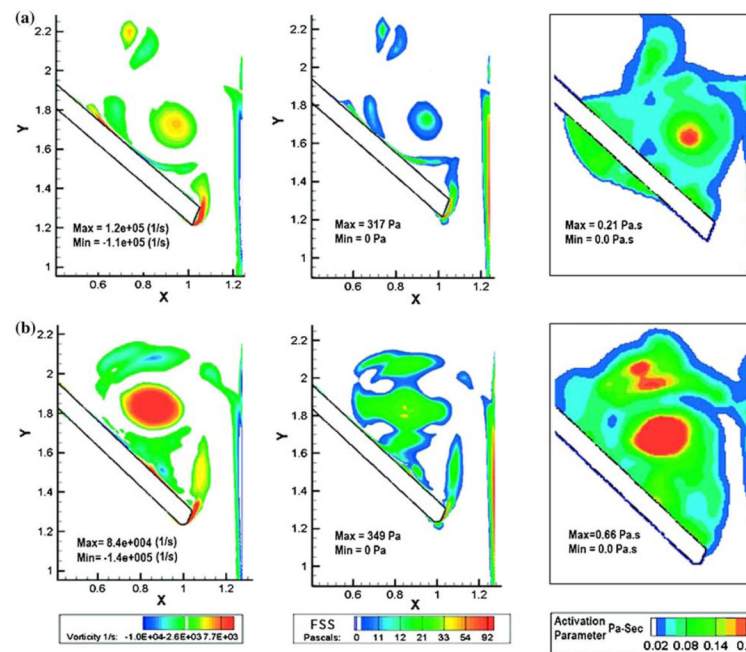 (a)
2.2
2
1.8
Y
1.6
1.4
1.2
1
Max = 1.2e+05 (1/s)
Min = -1.1e+05 (1/s)
0.6 0.8 1 1.2
X
2.2
2
1.8
Y
1.6
1.4
1.2
1
Max = 317 Pa
Min = 0 Pa
0.6 0.8 1 1.2
X
Max = 0.21 Pa.s
Min = 0.0 Pa.s
(b)
2.2
2
1.8
Y
1.6
1.4
1.2
1
Max= 8.4e+004 (1/s)
Min= -1.4e+005 (1/s)
0.6 0.8 1 1.2
X
2.2
2
1.8
Y
1.6
1.4
1.2
1
Max = 349 Pa
Min = 0 Pa
0.6 0.8 1 1.2
X
Max=0.66 Pa.s
Min = 0.0 Pa.s
Vorticity 1/s: -1.0E+04 -2.6E+03 7.7E+03
FSS
Pascals: 0 11 12 21 33 54 92
Activation
Parameter Pa-Sec
0.02 0.08 0.14